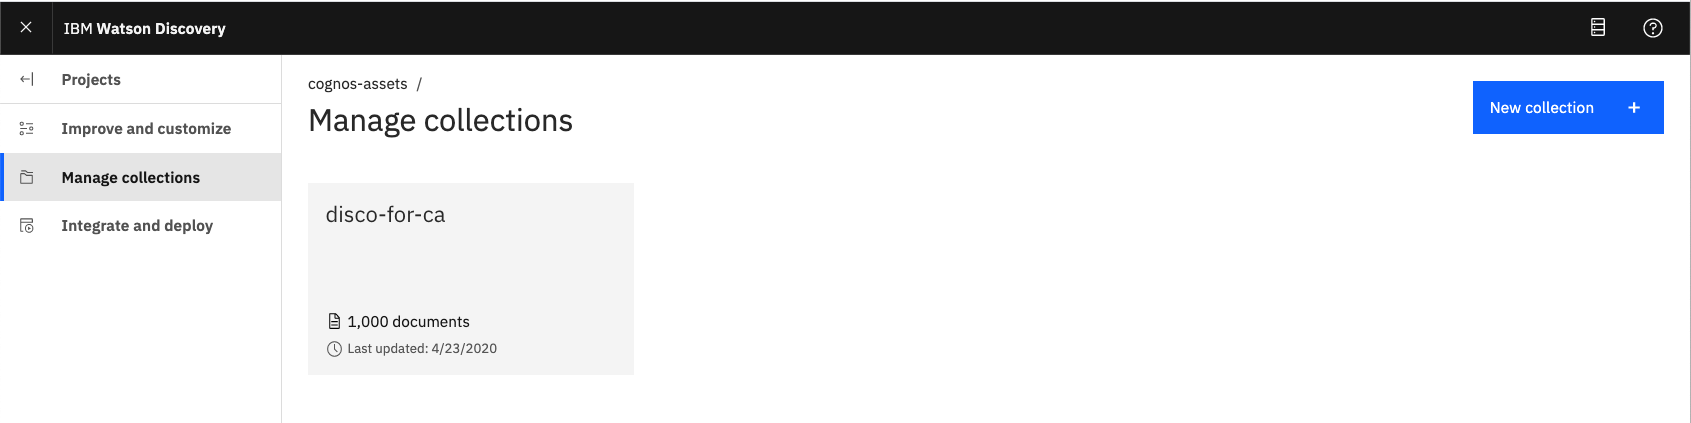 IBM Watson Discovery
Projects
Improve and customize
Manage collections
Integrate and deploy
cognos-assets /
Manage collections
New collection +
disco-for-ca
1,000 documents
Last updated: 4/23/2020